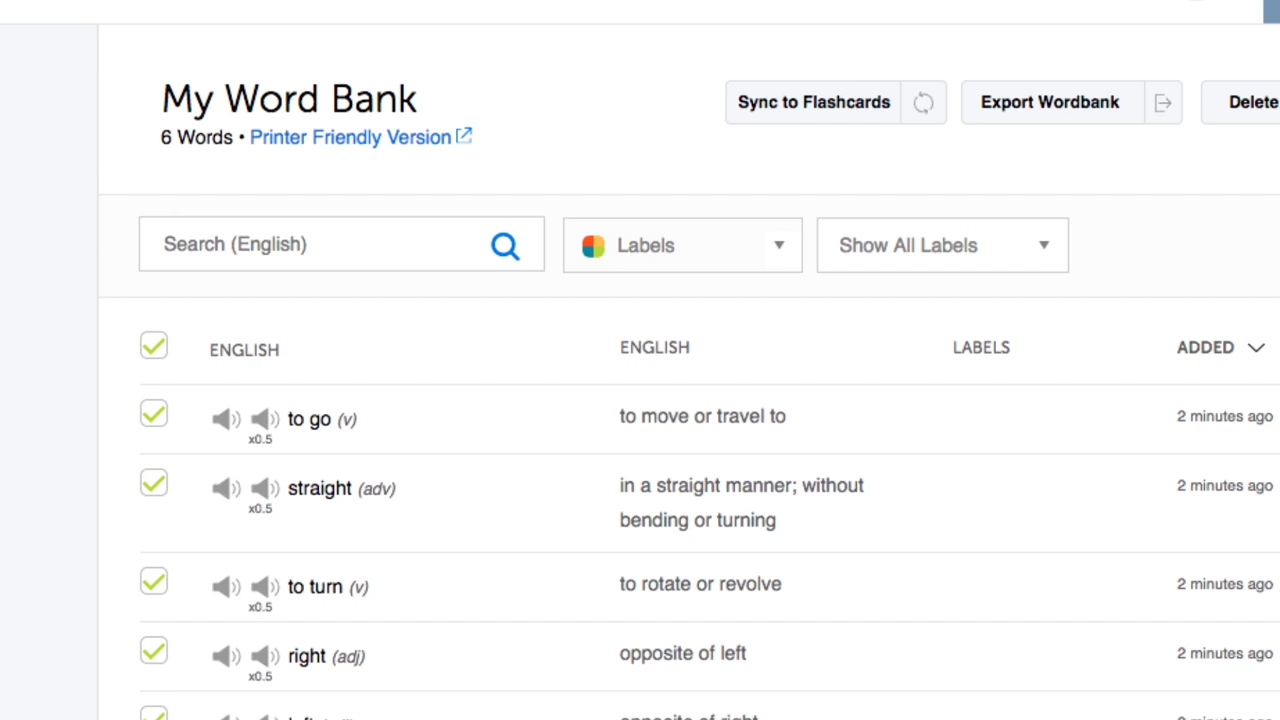 My Word Bank
6 Words • Printer Friendly Version
Sync to Flashcards
Export Wordbank
Delete
Search (English)
Labels
Show All Labels
ENGLISH ENGLISH LABELS ADDED
to go (v) to move or travel to 2 minutes ago
x0.5
straight (adv) in a straight manner; without 2 minutes ago
x0.5
bending or turning
to turn (v) to rotate or revolve 2 minutes ago
x0.5
right (adj) opposite of left 2 minutes ago
x0.5
opposite of right